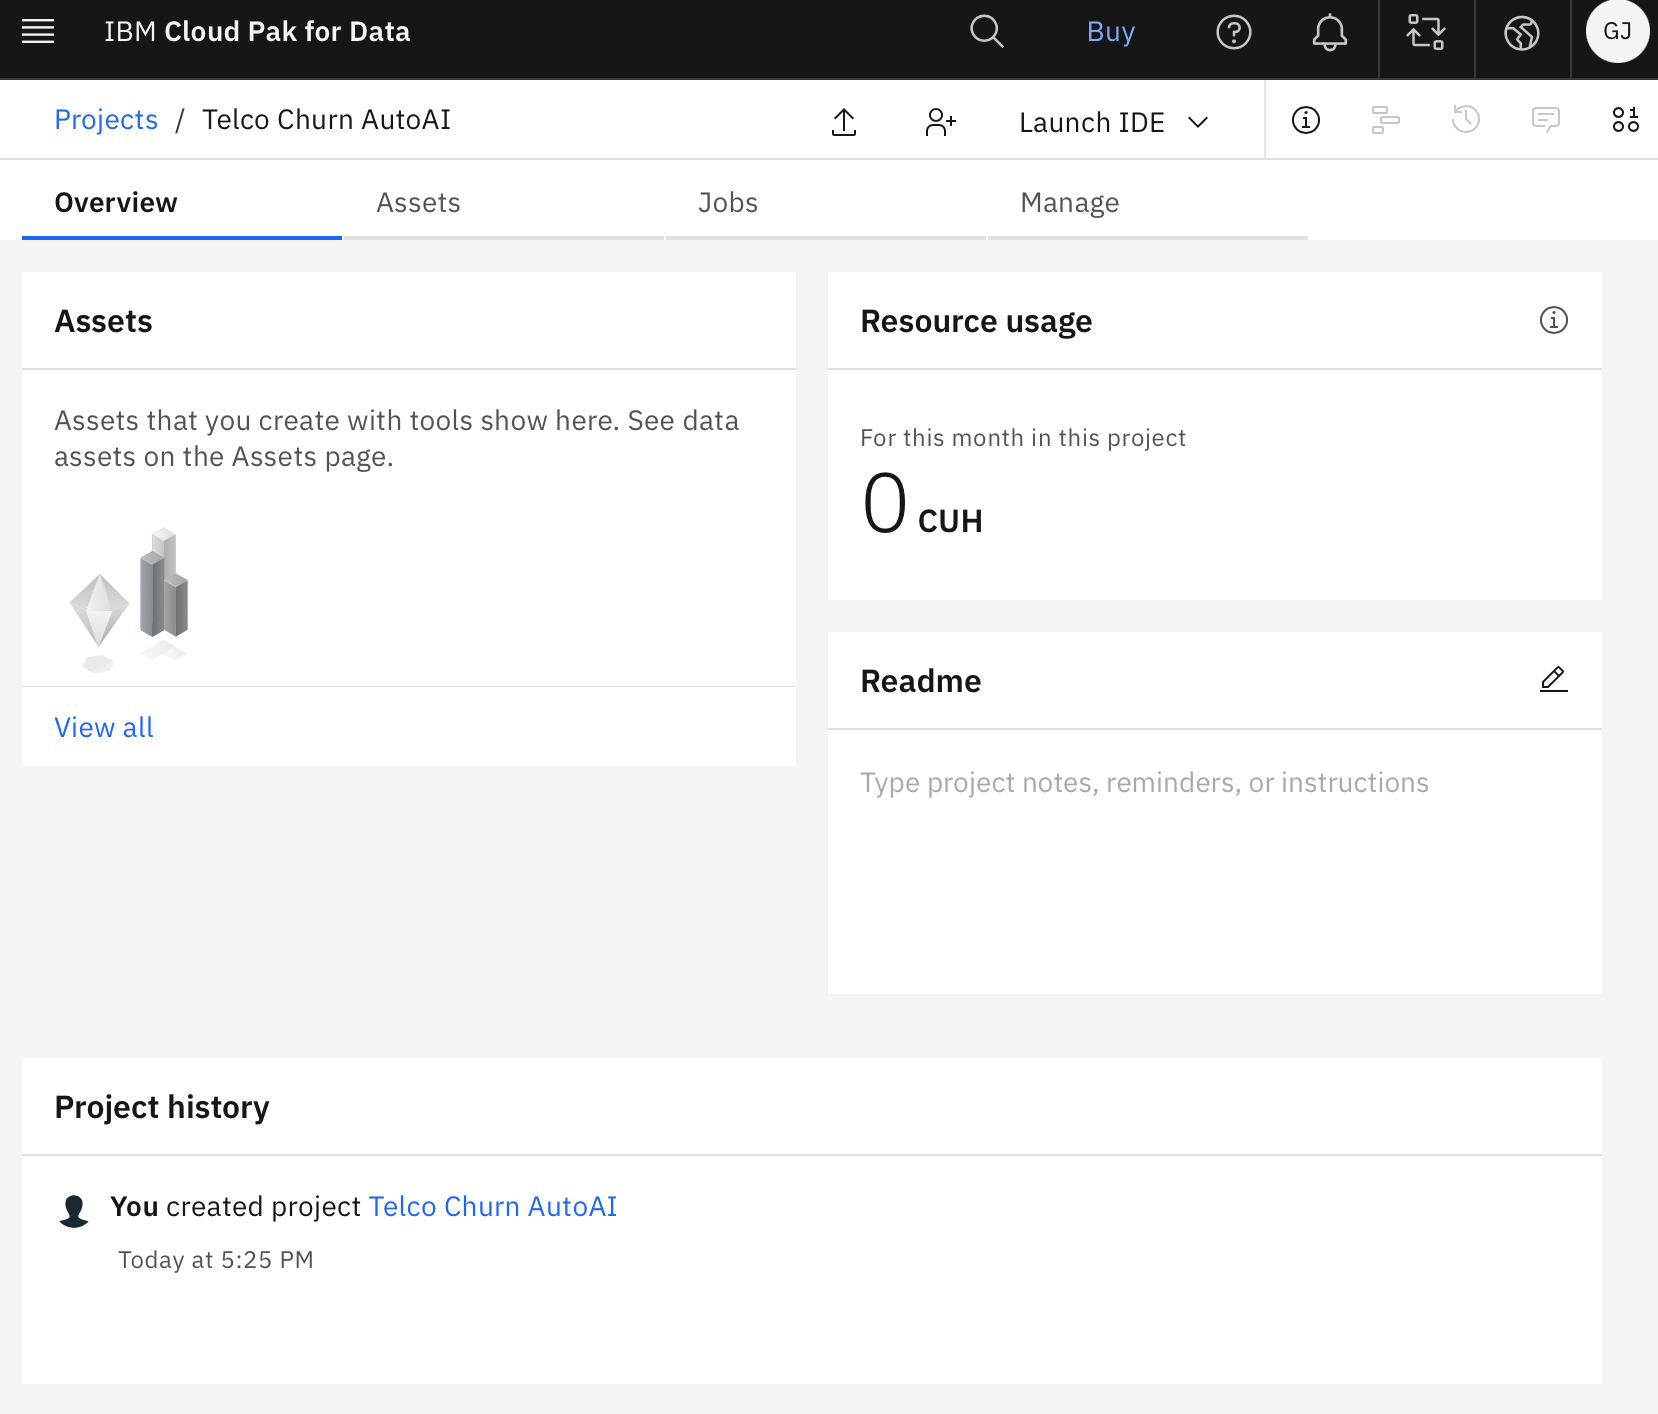 IBM Cloud Pak for Data
Buy
GJ
Projects / Telco Churn AutoAI
Launch IDE
Overview
Assets
Jobs
Manage
Assets
Assets that you create with tools show here. See data
assets on the Assets page.
View all
Resource usage
For this month in this project
0 CUH
Readme
Type project notes, reminders, or instructions
Project history
You created project Telco Churn AutoAI
Today at 5:25 PM